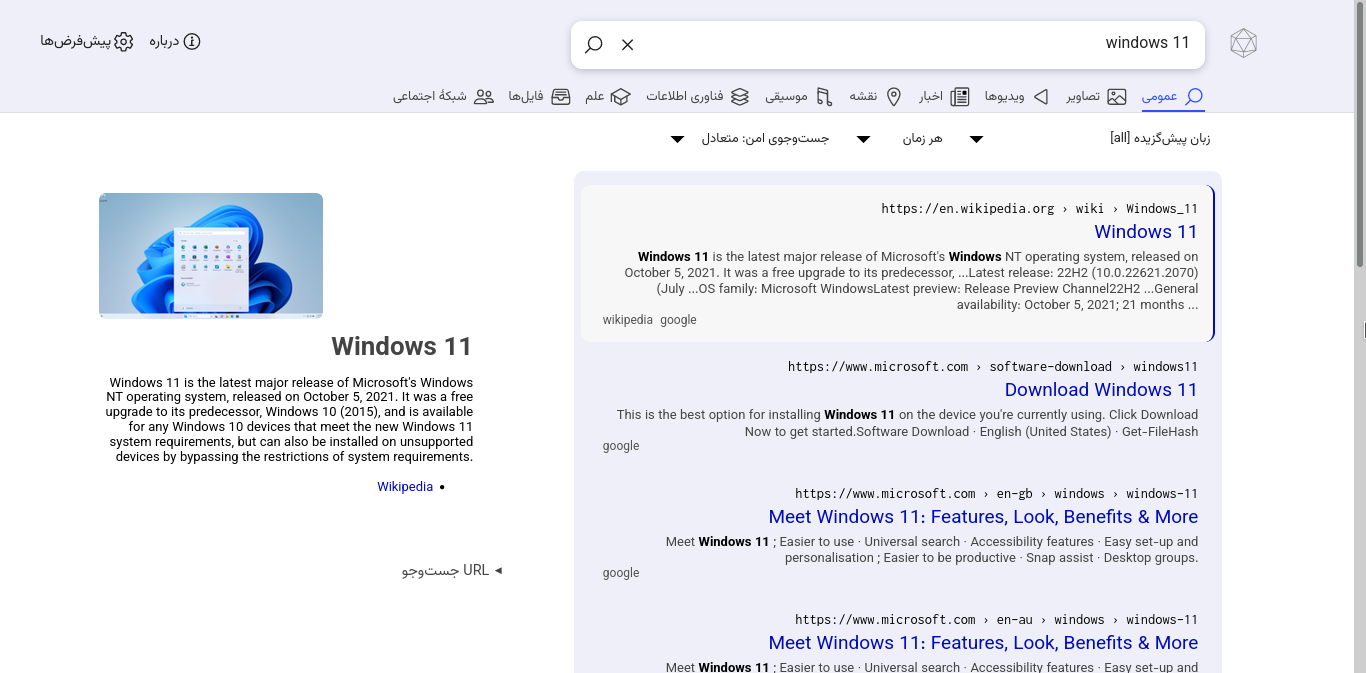 windows 11
درباره
پیش‌فرض‌ها
عمومی
تصاویر
ویدیوها
اخبار
نقشه
موسیقی
فناوری اطلاعات
علم
فایل‌ها
شبکهٔ اجتماعی
زبان پیش‌گزیده [all]
هر زمان
جست‌وجوی امن: متعادل
https://en.wikipedia.org › wiki › Windows_11
Windows 11
Windows 11 is the latest major release of Microsoft's Windows NT operating system, released on
October 5, 2021. It was a free upgrade to its predecessor, ...Latest release: 22H2 (10.0.22621.2070)
(July ...OS family: Microsoft WindowsLatest preview: Release Preview Channel22H2 ...General
availability: October 5, 2021; 21 months ...
wikipedia google
https://www.microsoft.com › software-download › windows11
Download Windows 11
This is the best option for installing Windows 11 on the device you're currently using. Click Download
Now to get started.Software Download · English (United States) · Get-FileHash
google
https://www.microsoft.com › en-gb › windows › windows-11
Meet Windows 11: Features, Look, Benefits & More
Meet Windows 11 ; Easier to use · Universal search · Accessibility features · Easy set-up and
personalisation ; Easier to be productive · Snap assist · Desktop groups.
google
https://www.microsoft.com › en-au › windows › windows-11
Meet Windows 11: Features, Look, Benefits & More
Meet Windows 11 ; Easier to use · Universal search · Accessibility features · Easy set-up and
Windows 11
Windows 11 is the latest major release of Microsoft's Windows
NT operating system, released on October 5, 2021. It was a free
upgrade to its predecessor, Windows 10 (2015), and is available
for any Windows 10 devices that meet the new Windows 11
system requirements, but can also be installed on unsupported
devices by bypassing the restrictions of system requirements.
• Wikipedia
◂ URL جست‌وجو